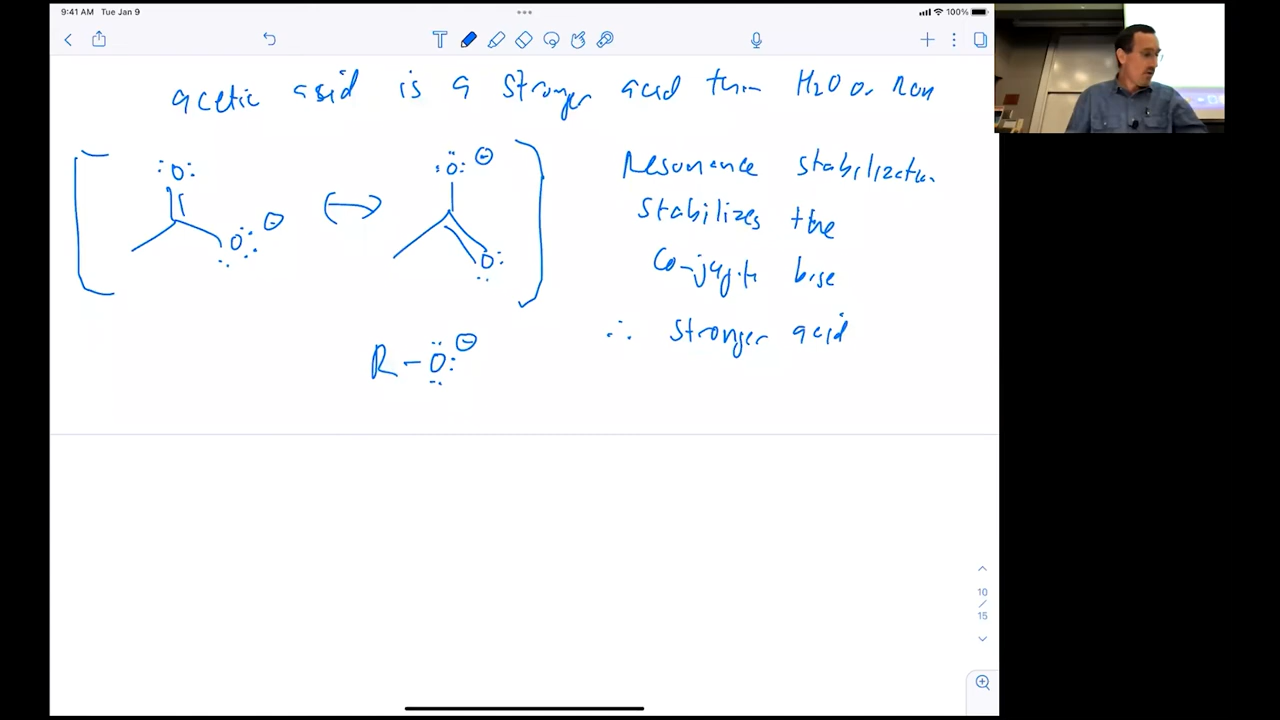 9:41 AM Tue Jan 9
100%
acetic acid is a stronger acid than H2O or ROH
:O: :Ö: ⊖
O ⊖ O
Resonance stabilization
stabilizes the
Conjugate base
∴ stronger acid
R-O: ⊖
10
/
15